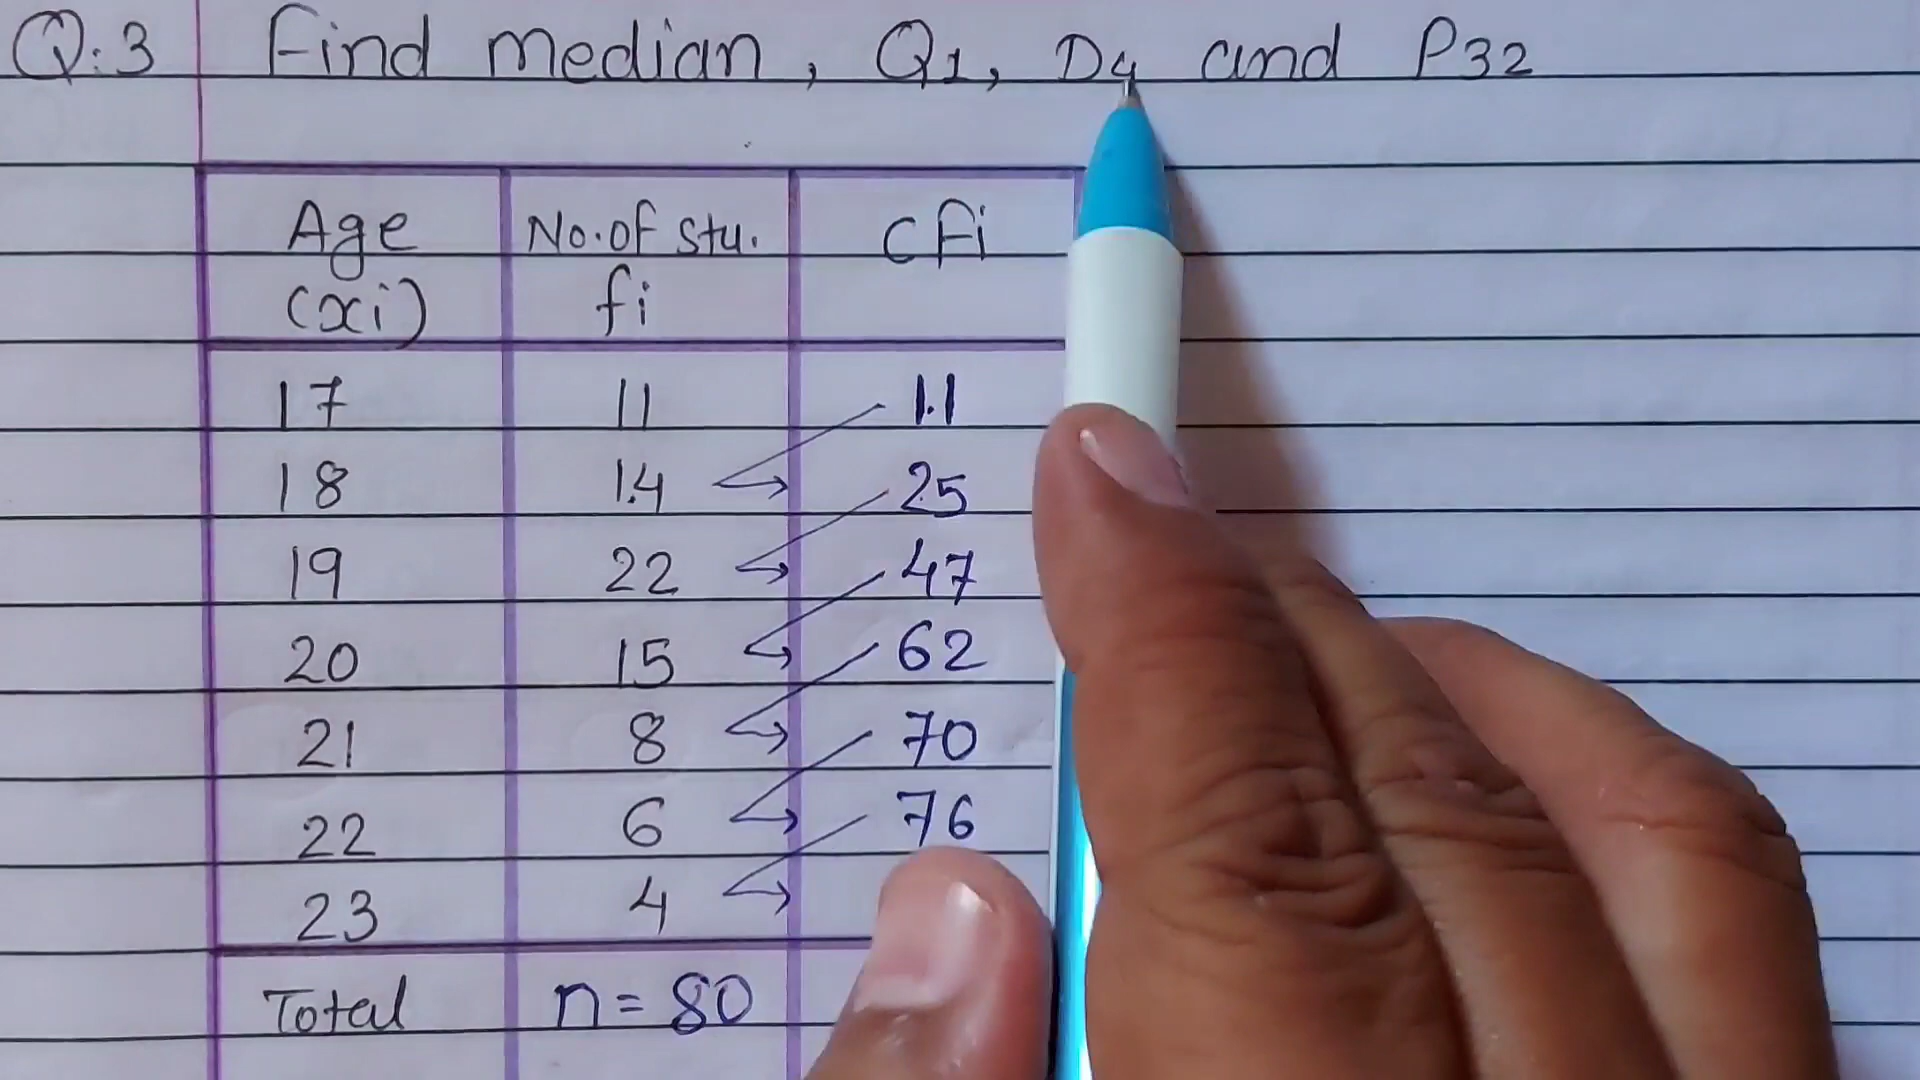 Q:3 Find median, Q1, D4 and P32
Age (xi) No. of stu. fi cfi
17 11 11
18 14 25
19 22 47
20 15 62
21 8 70
22 6 76
23 4
Total n = 80